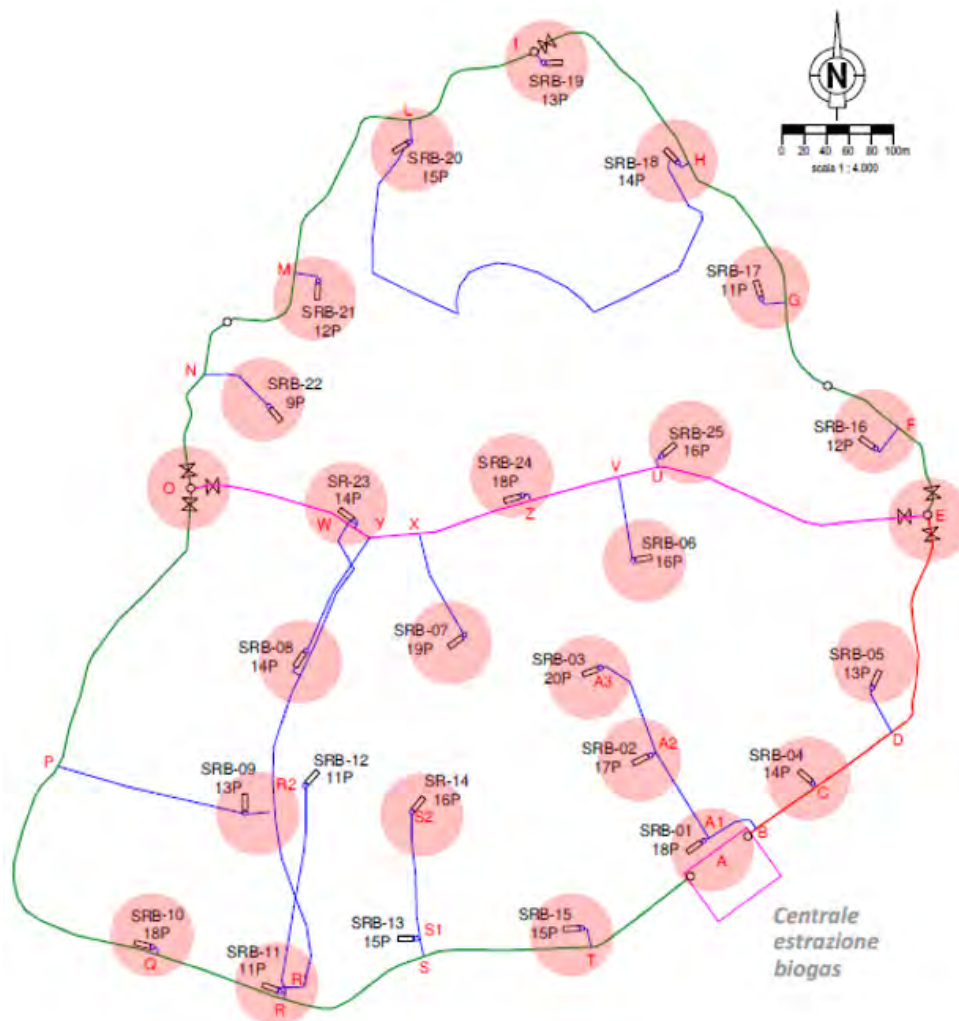 I
SRB-19
13P
N
0 20 40 60 80 100m
scala 1 : 4.000
L
SRB-20
15P
SRB-18
14P
H
M
SRB-21
12P
SRB-17
11P
G
N
SRB-22
9P
SRB-16
12P
F
O
SR-23
14P
W
Y
X
SRB-24
18P
Z
V
SRB-25
16P
U
E
SRB-06
16P
SRB-07
19P
SRB-08
14P
SRB-03
20P
A3
SRB-05
13P
D
SRB-02
17P
A2
SRB-04
14P
C
P
SRB-09
13P
R2
SRB-12
11P
SR-14
16P
S2
SRB-01
18P
A1
B
A
SRB-10
18P
Q
SRB-11
11P
R
R
SRB-13
15P
S1
S
SRB-15
15P
T
Centrale
estrazione
biogas